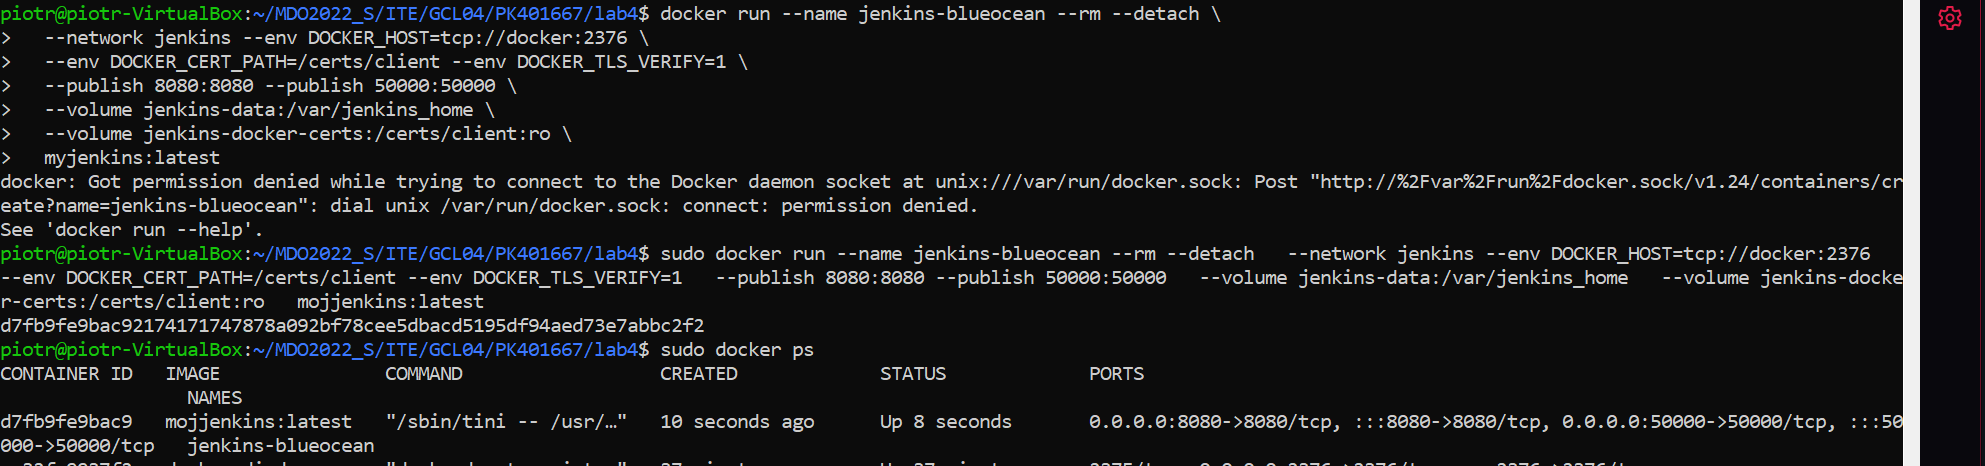 piotr@piotr-VirtualBox:~/MDO2022_S/ITE/GCL04/PK401667/lab4$ docker run --name jenkins-blueocean --rm --detach \
>   --network jenkins --env DOCKER_HOST=tcp://docker:2376 \
>   --env DOCKER_CERT_PATH=/certs/client --env DOCKER_TLS_VERIFY=1 \
>   --publish 8080:8080 --publish 50000:50000 \
>   --volume jenkins-data:/var/jenkins_home \
>   --volume jenkins-docker-certs:/certs/client:ro \
>   myjenkins:latest
docker: Got permission denied while trying to connect to the Docker daemon socket at unix:///var/run/docker.sock: Post "http://%2Fvar%2Frun%2Fdocker.sock/v1.24/containers/cr
eate?name=jenkins-blueocean": dial unix /var/run/docker.sock: connect: permission denied.
See 'docker run --help'.
piotr@piotr-VirtualBox:~/MDO2022_S/ITE/GCL04/PK401667/lab4$ sudo docker run --name jenkins-blueocean --rm --detach   --network jenkins --env DOCKER_HOST=tcp://docker:2376
--env DOCKER_CERT_PATH=/certs/client --env DOCKER_TLS_VERIFY=1   --publish 8080:8080 --publish 50000:50000   --volume jenkins-data:/var/jenkins_home   --volume jenkins-docke
r-certs:/certs/client:ro   mojjenkins:latest
d7fb9fe9bac92174171747878a092bf78cee5dbacd5195df94aed73e7abbc2f2
piotr@piotr-VirtualBox:~/MDO2022_S/ITE/GCL04/PK401667/lab4$ sudo docker ps
CONTAINER ID   IMAGE               COMMAND                  CREATED             STATUS             PORTS
NAMES
d7fb9fe9bac9   mojjenkins:latest   "/sbin/tini -- /usr/…"   10 seconds ago      Up 8 seconds       0.0.0.0:8080->8080/tcp, :::8080->8080/tcp, 0.0.0.0:50000->50000/tcp, :::50
000->50000/tcp   jenkins-blueocean